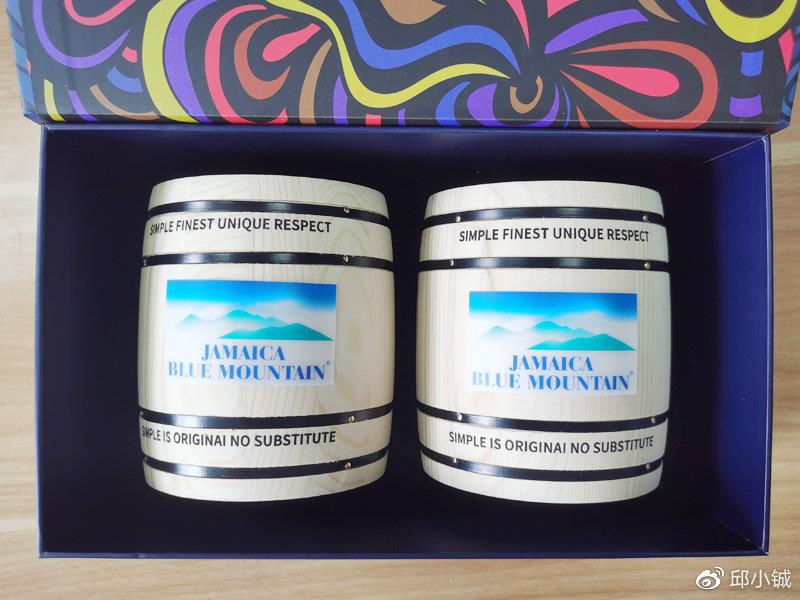 SIMPLE FINEST UNIQUE RESPECT
JAMAICA
BLUE MOUNTAIN®
SIMPLE IS ORIGINAI NO SUBSTITUTE
SIMPLE FINEST UNIQUE RESPECT
JAMAICA
BLUE MOUNTAIN®
SIMPLE IS ORIGINAI NO SUBSTITUTE
@邱小铖